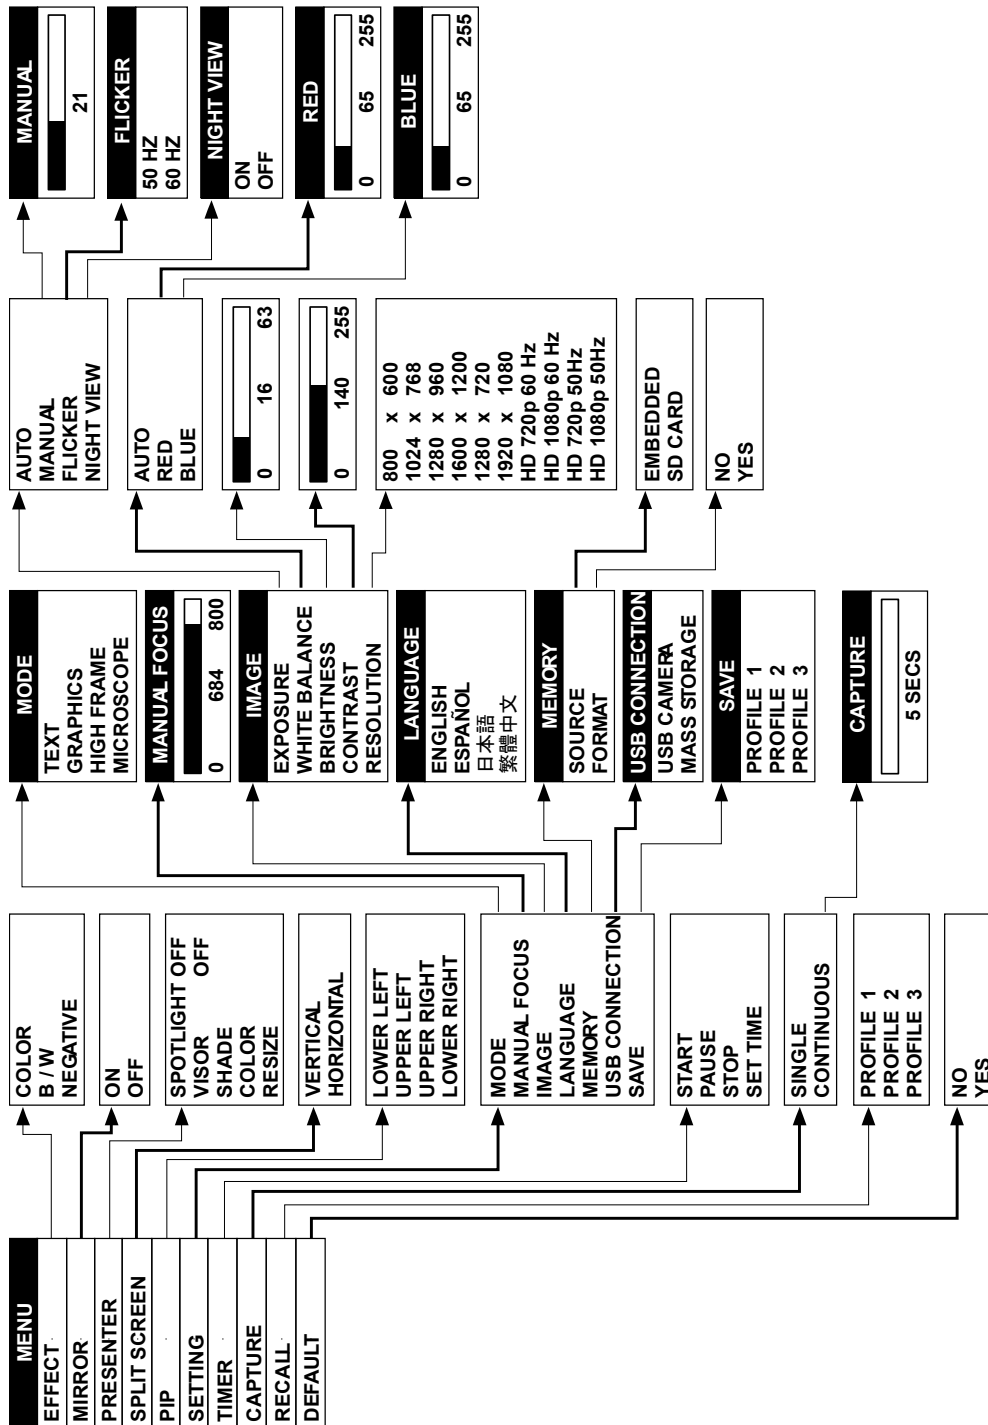 MENU
EFFECT
MIRROR
PRESENTER
SPLIT SCREEN
PIP
SETTING
TIMER
CAPTURE
RECALL
DEFAULT
COLOR
B / W
NEGATIVE
ON
OFF
SPOTLIGHT OFF
VISOR OFF
SHADE
COLOR
RESIZE
VERTICAL
HORIZONTAL
LOWER LEFT
UPPER LEFT
UPPER RIGHT
LOWER RIGHT
MODE
MANUAL FOCUS
IMAGE
LANGUAGE
MEMORY
USB CONNECTION
SAVE
START
PAUSE
STOP
SET TIME
SINGLE
CONTINUOUS
PROFILE 1
PROFILE 2
PROFILE 3
NO
YES
MODE
TEXT
GRAPHICS
HIGH FRAME
MICROSCOPE
MANUAL FOCUS
0 684 800
IMAGE
EXPOSURE
WHITE BALANCE
BRIGHTNESS
CONTRAST
RESOLUTION
LANGUAGE
ENGLISH
ESPAÑOL
日本語
繁體中文
MEMORY
SOURCE
FORMAT
USB CONNECTION
USB CAMERA
MASS STORAGE
SAVE
PROFILE 1
PROFILE 2
PROFILE 3
CAPTURE
5 SECS
AUTO
MANUAL
FLICKER
NIGHT VIEW
AUTO
RED
BLUE
0 16 63
0 140 255
800 x 600
1024 x 768
1280 x 960
1600 x 1200
1280 x 720
1920 x 1080
HD 720p 60 Hz
HD 1080p 60 Hz
HD 720p 50Hz
HD 1080p 50Hz
EMBEDDED
SD CARD
NO
YES
MANUAL
21
FLICKER
50 HZ
60 HZ
NIGHT VIEW
ON
OFF
RED
0 65 255
BLUE
0 65 255